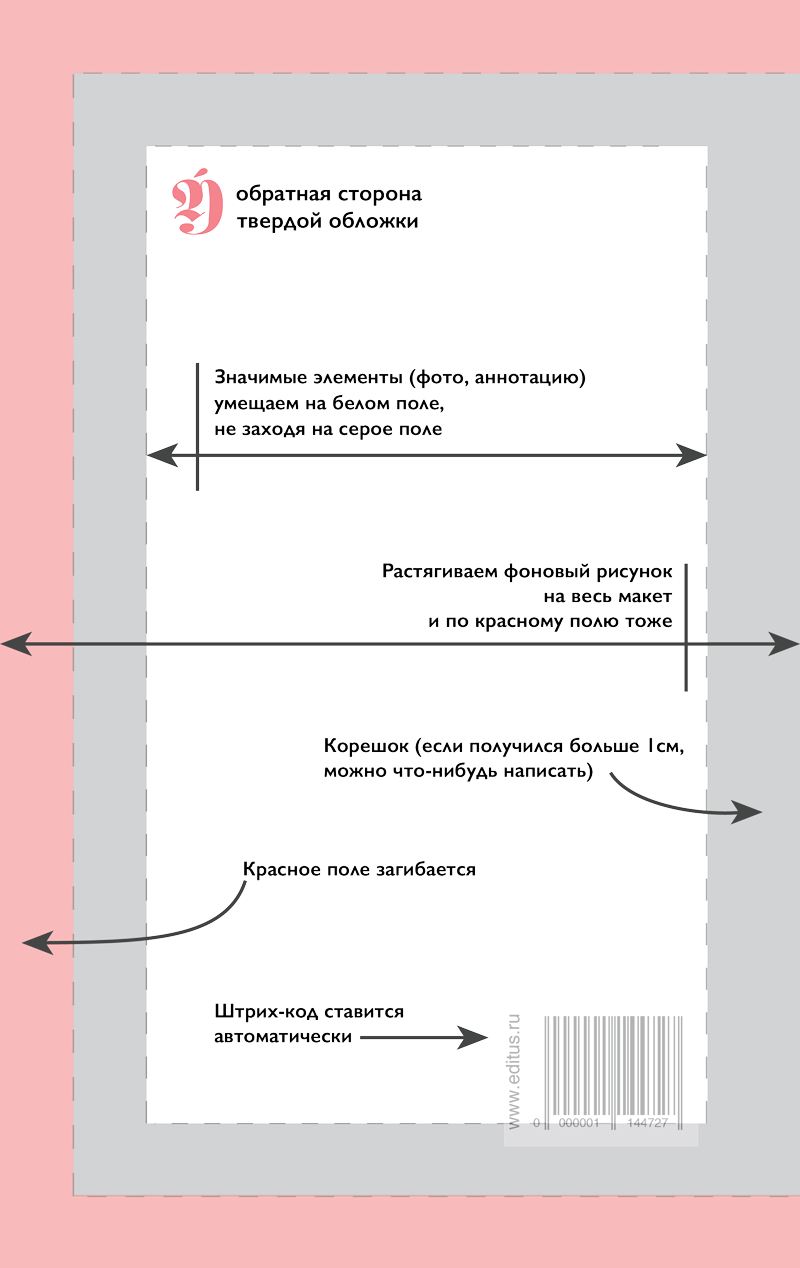 обратная сторона
твердой обложки
Значимые элементы (фото, аннотацию)
умещаем на белом поле,
не заходя на серое поле
Растягиваем фоновый рисунок
на весь макет
и по красному полю тоже
Корешок (если получился больше 1см,
можно что-нибудь написать)
Красное поле загибается
Штрих-код ставится
автоматически
www.editus.ru
0 000001 144727